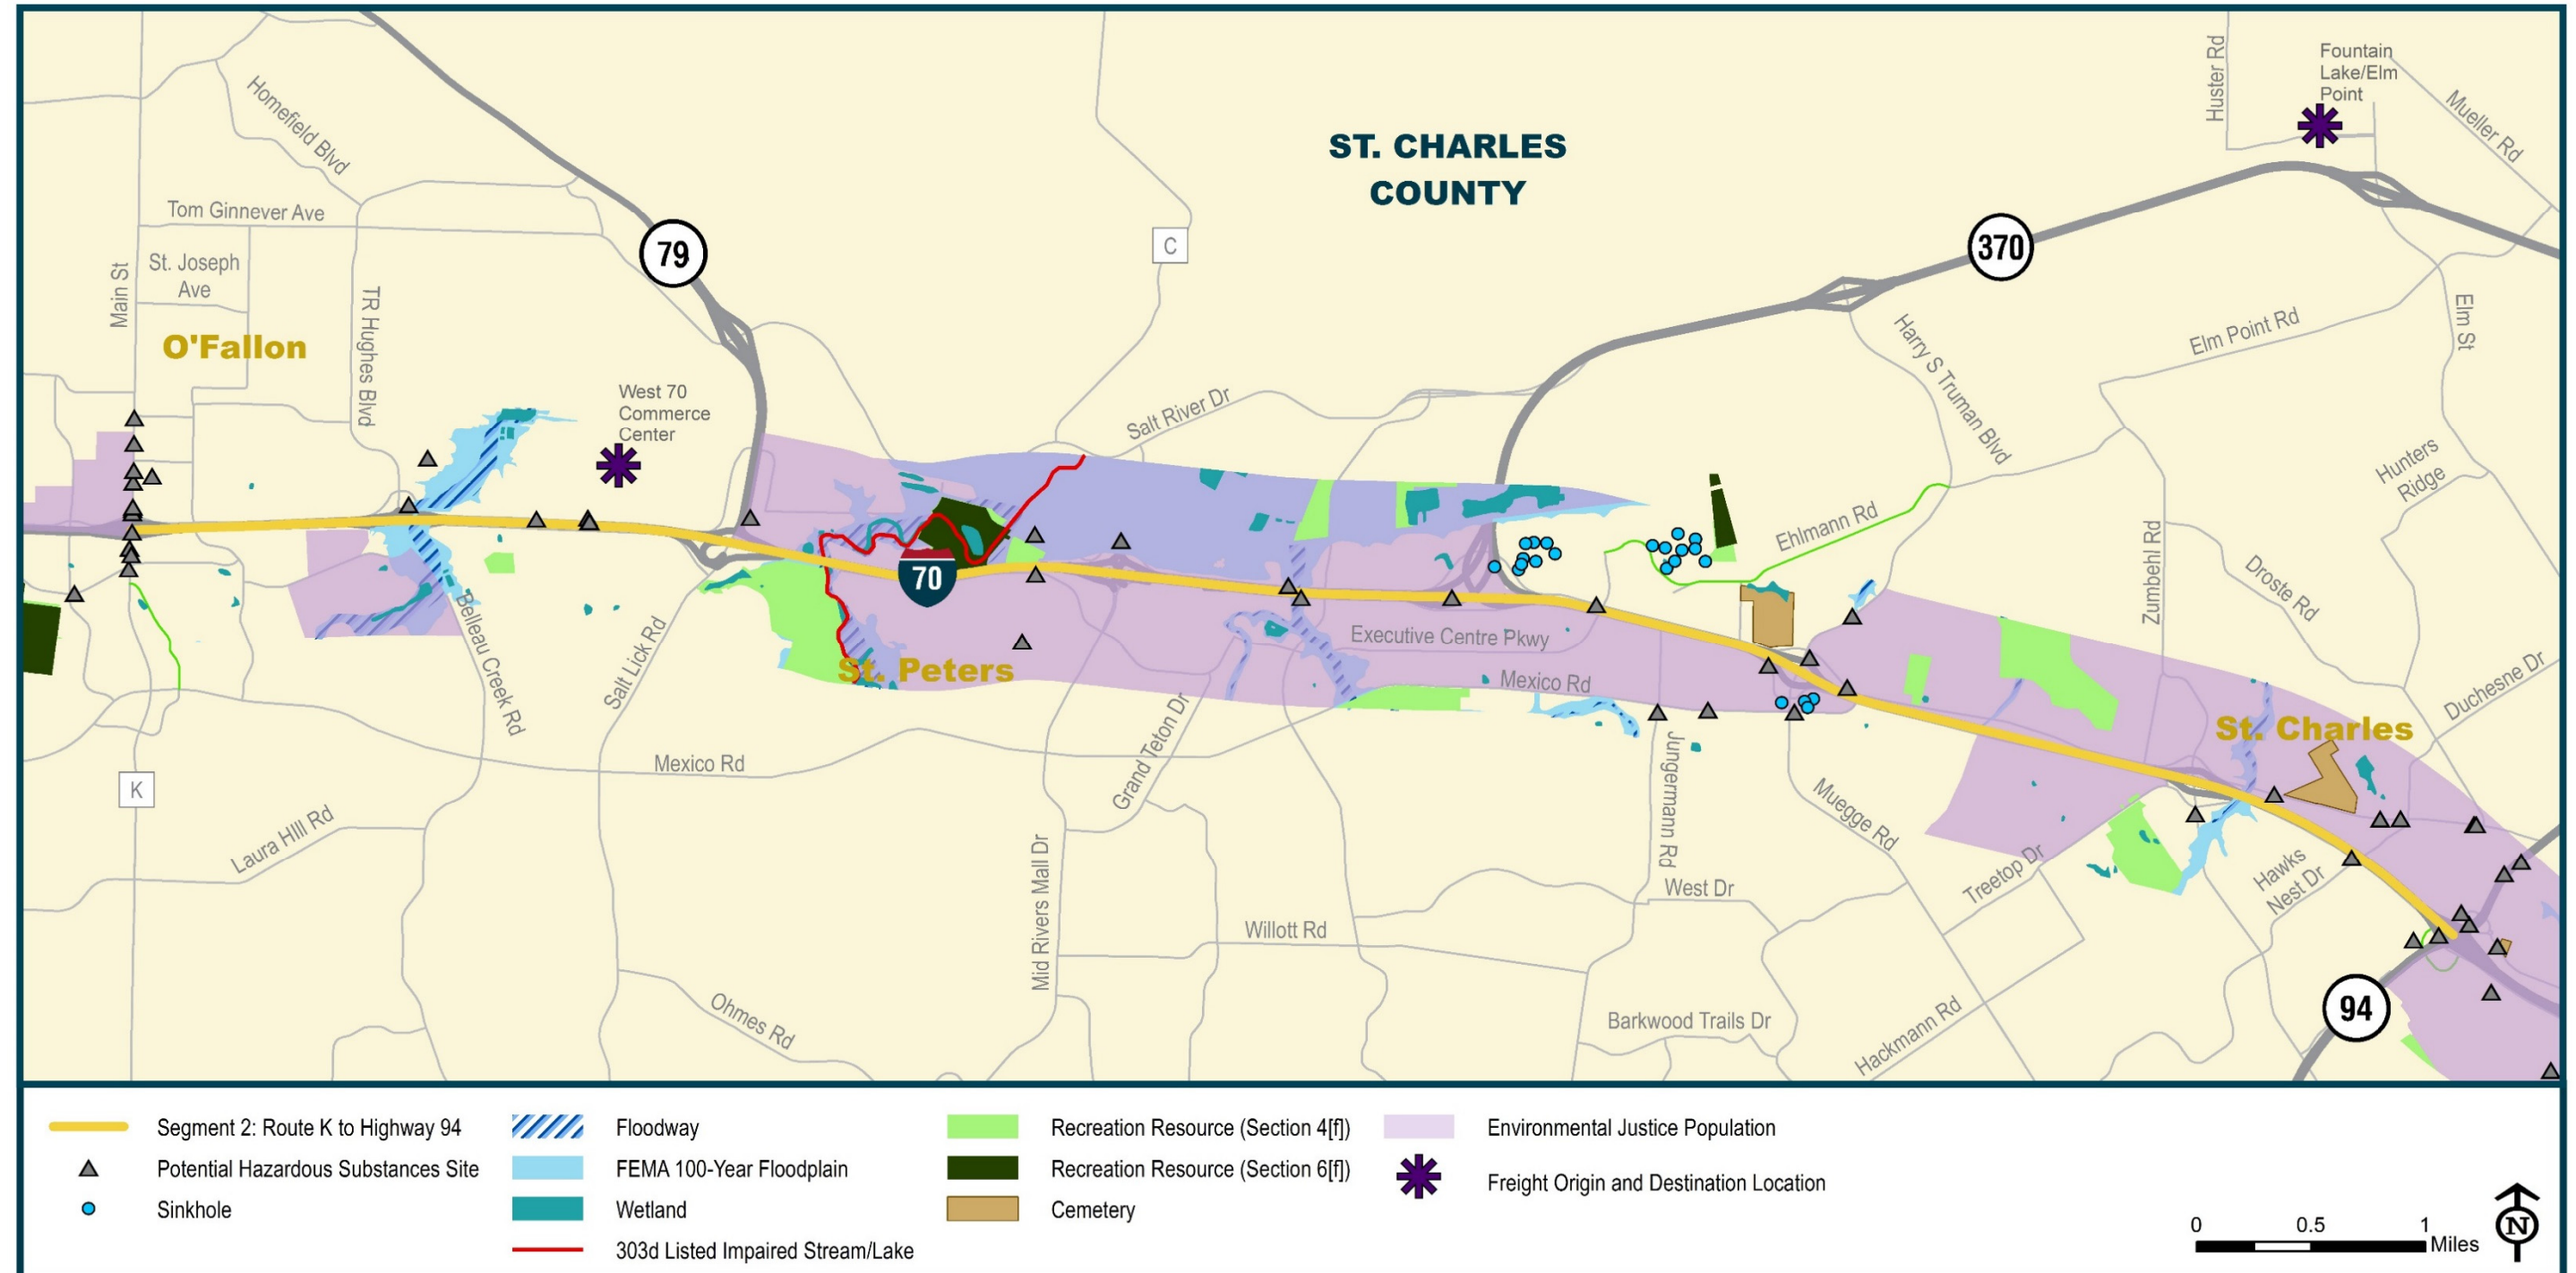 Huster Rd
Fountain
Lake/Elm
Point
Mueller Rd
Homefield Blvd
ST. CHARLES
COUNTY
Tom Ginnever Ave
79
C
370
St. Joseph
Ave
Main St
TR Hughes Blvd
O'Fallon
Harry S Truman Blvd
Elm Point Rd
Elm St
West 70
Commerce
Center
Salt River Dr
Hunters
Ridge
Ehlmann Rd
Zumbehl Rd
Droste Rd
70
Belleau Creek Rd
Salt Lick Rd
St. Peters
Executive Centre Pkwy
Mexico Rd
Duchesne Dr
St. Charles
Mexico Rd
Grand Teton Dr
Jungermann Rd
K
Muegge Rd
Laura HIll Rd
Mid Rivers Mall Dr
West Dr
Treetop Dr
Hawks
Nest Dr
Willott Rd
Ohmes Rd
Barkwood Trails Dr
Hackmann Rd
94
Segment 2: Route K to Highway 94
Potential Hazardous Substances Site
Sinkhole
Floodway
FEMA 100-Year Floodplain
Wetland
303d Listed Impaired Stream/Lake
Recreation Resource (Section 4[f])
Recreation Resource (Section 6[f])
Cemetery
Environmental Justice Population
Freight Origin and Destination Location
0 0.5 1
Miles
N